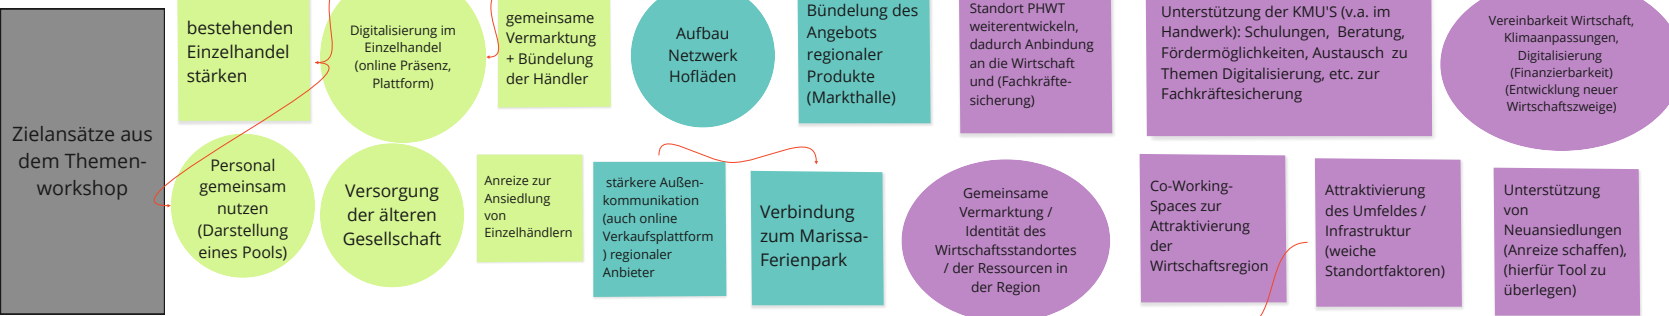 Zielansätze aus
dem Themen-
workshop
bestehenden
Einzelhandel
stärken
Digitalisierung im
Einzelhandel
(online Präsenz,
Plattform)
gemeinsame
Vermarktung
+ Bündelung
der Händler
Aufbau
Netzwerk
Hofläden
Bündelung des
Angebots
regionaler
Produkte
(Markthalle)
Standort PHWT
weiterentwickeln,
dadurch Anbindung
an die Wirtschaft
und (Fachkräfte-
sicherung)
Unterstützung der KMU'S (v.a. im
Handwerk): Schulungen, Beratung,
Fördermöglichkeiten, Austausch zu
Themen Digitalisierung, etc. zur
Fachkräftesicherung
Vereinbarkeit Wirtschaft,
Klimaanpassungen,
Digitalisierung
(Finanzierbarkeit)
(Entwicklung neuer
Wirtschaftszweige)
Personal
gemeinsam
nutzen
(Darstellung
eines Pools)
Versorgung
der älteren
Gesellschaft
Anreize zur
Ansiedlung
von
Einzelhändlern
stärkere Außen-
kommunikation
(auch online
Verkaufsplattform
) regionaler
Anbieter
Verbindung
zum Marissa-
Ferienpark
Gemeinsame
Vermarktung /
Identität des
Wirtschaftsstandortes
/ der Ressourcen in
der Region
Co-Working-
Spaces zur
Attraktivierung
der
Wirtschaftsregion
Attraktivierung
des Umfeldes /
Infrastruktur
(weiche
Standortfaktoren)
Unterstützung
von
Neuansiedlungen
(Anreize schaffen),
(hierfür Tool zu
überlegen)